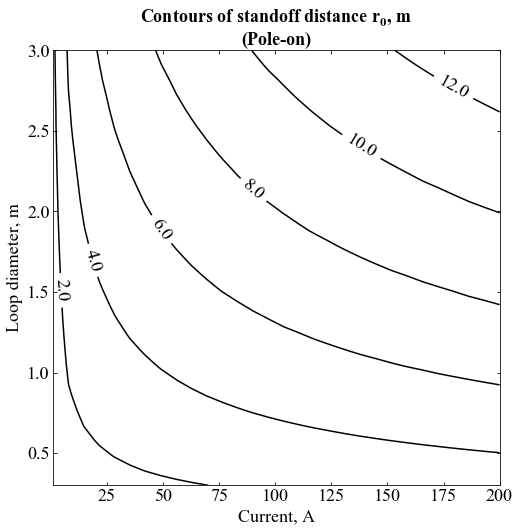 Contours of standoff distance r₀, m
(Pole-on)
3.0
12.0
2.5
10.0
8.0
2.0
6.0
4.0
1.5
2.0
1.0
0.5
Loop diameter, m
25 50 75 100 125 150 175 200
Current, A